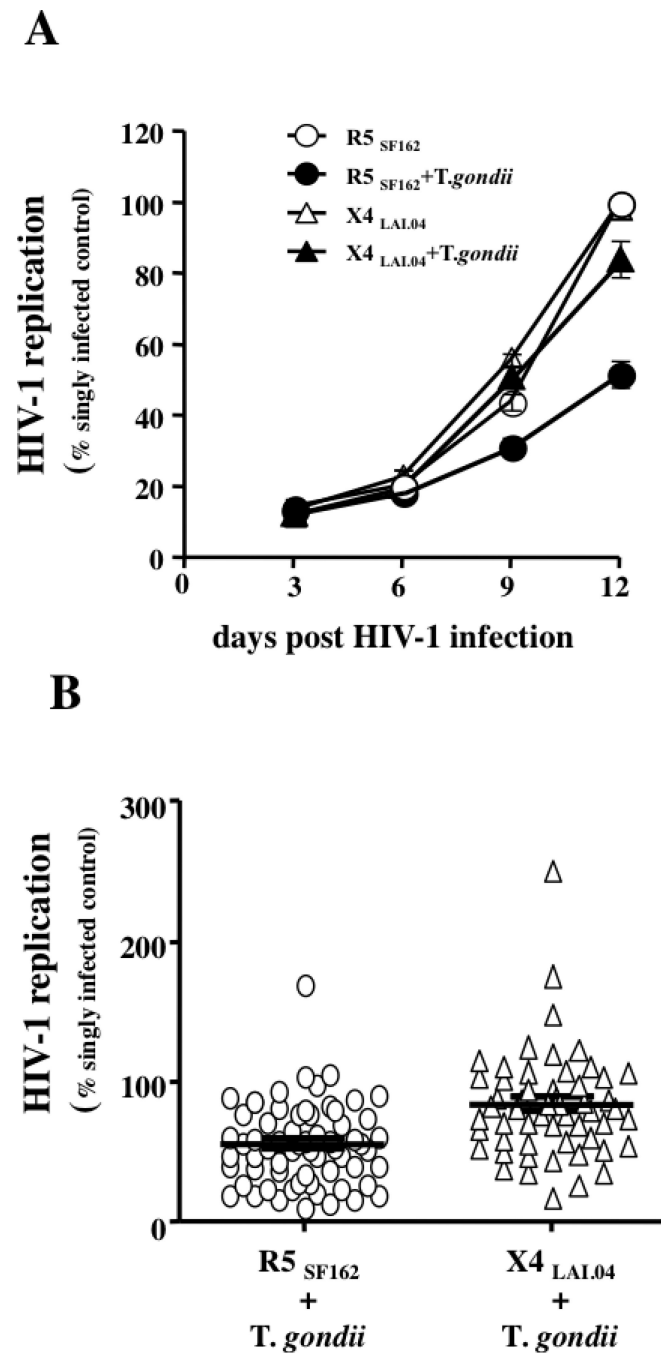 A
HIV-1 replication
(% singly infected control)
120
100
80
60
40
20
0
R5 SF162
R5 SF162+T.gondii
X4 LAI.04
X4 LAI.04+T.gondii
0 3 6 9 12
days post HIV-1 infection
B
HIV-1 replication
(% singly infected control)
300
200
100
0
R5 SF162 X4 LAI.04
+ +
T. gondii T. gondii